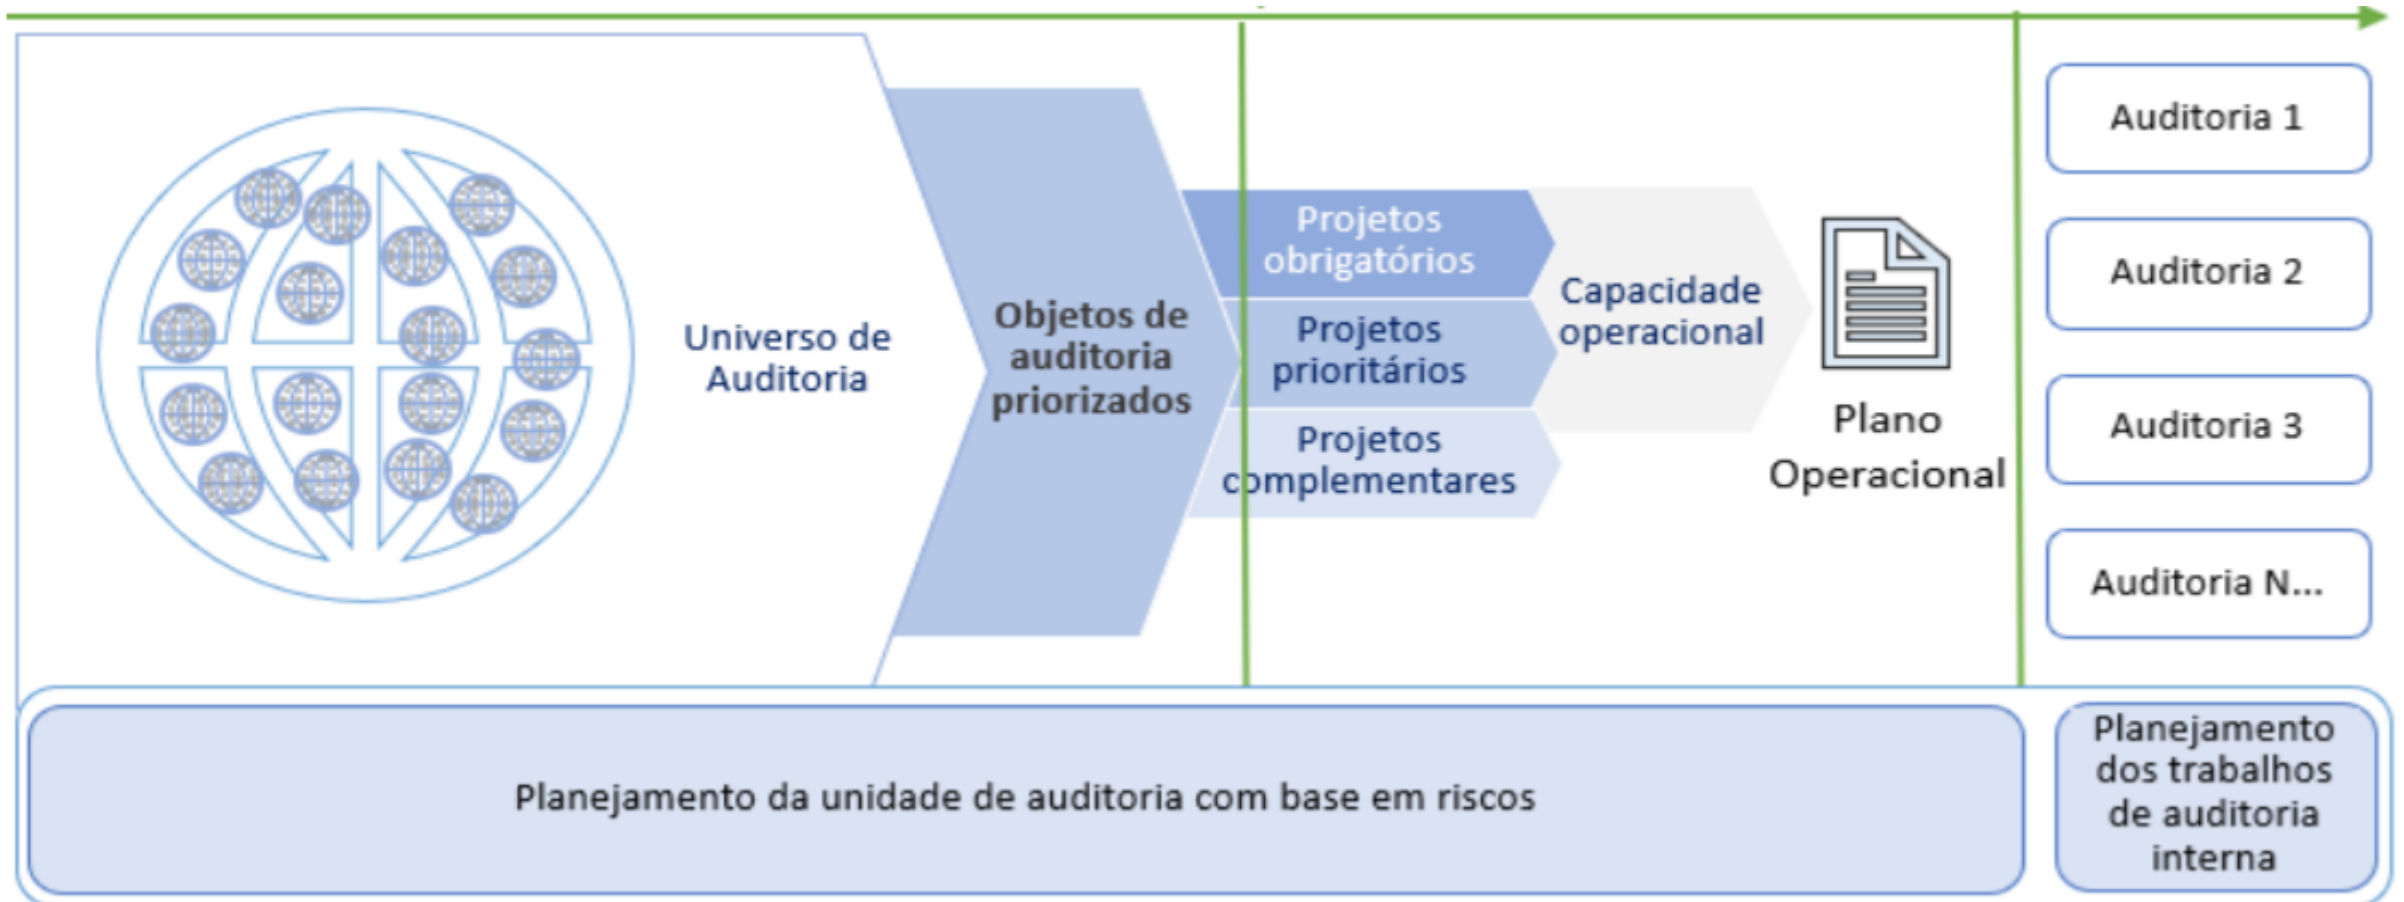 Universo de
Auditoria
Objetos de
auditoria
priorizados
Projetos
obrigatórios
Projetos
prioritários
Projetos
complementares
Capacidade
operacional
Plano
Operacional
Auditoria 1
Auditoria 2
Auditoria 3
Auditoria N...
Planejamento da unidade de auditoria com base em riscos
Planejamento
dos trabalhos
de auditoria
interna